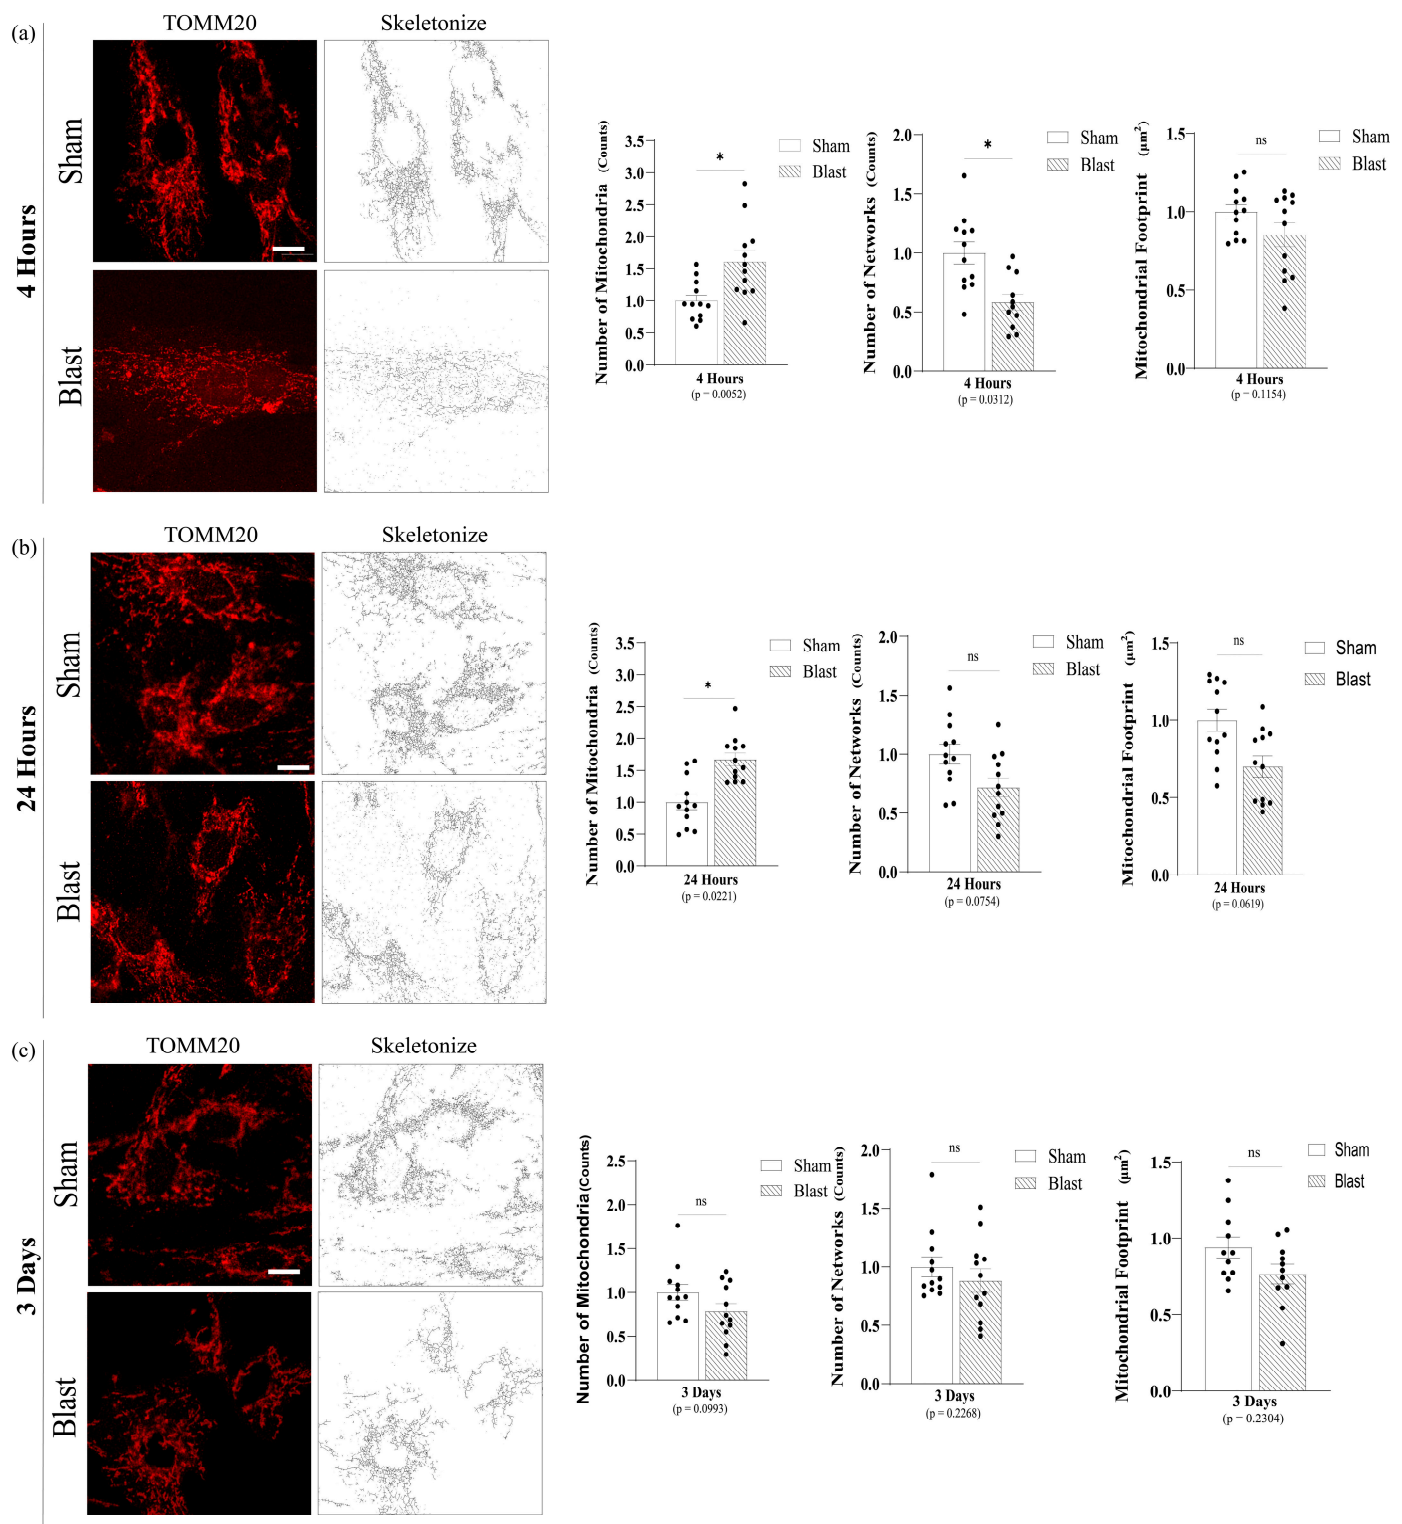 (a)
TOMM20
Skeletonize
4 Hours
Sham
Blast
Number of Mitochondria (Counts)
3.5
3.0
2.5
2.0
1.5
1.0
0.5
0.0
*
Sham
Blast
4 Hours
(p = 0.0052)
Number of Networks (Counts)
2.0
1.5
1.0
0.5
0.0
*
Sham
Blast
4 Hours
(p = 0.0312)
Mitochondrial Footprint (µm²)
1.5
1.0
0.5
0.0
ns
Sham
Blast
4 Hours
(p = 0.1154)
(b)
TOMM20
Skeletonize
24 Hours
Sham
Blast
Number of Mitochondria (Counts)
3.5
3.0
2.5
2.0
1.5
1.0
0.5
0.0
*
Sham
Blast
24 Hours
(p = 0.0221)
Number of Networks (Counts)
2.0
1.5
1.0
0.5
0.0
ns
Sham
Blast
24 Hours
(p = 0.0754)
Mitochondrial Footprint (µm²)
1.5
1.0
0.5
0.0
ns
Sham
Blast
24 Hours
(p = 0.0619)
(c)
TOMM20
Skeletonize
3 Days
Sham
Blast
Number of Mitochondria (Counts)
2.5
2.0
1.5
1.0
0.5
0.0
ns
Sham
Blast
3 Days
(p = 0.0993)
Number of Networks (Counts)
2.0
1.5
1.0
0.5
0.0
ns
Sham
Blast
3 Days
(p = 0.2268)
Mitochondrial Footprint (µm²)
1.5
1.0
0.5
0.0
ns
Sham
Blast
3 Days
(p = 0.2304)